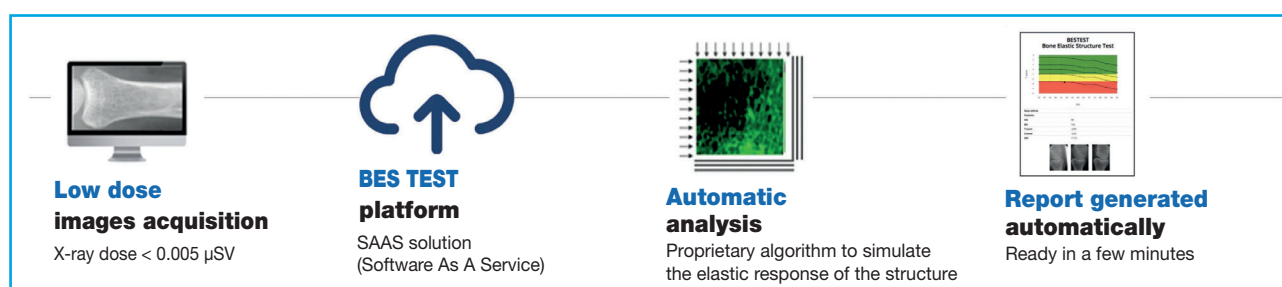 Low dose
images acquisition
X-ray dose < 0.005 µSV
BES TEST
platform
SAAS solution
(Software As A Service)
Automatic
analysis
Proprietary algorithm to simulate
the elastic response of the structure
BESTEST
Bone Elastic Structure Test
Report generated
automatically
Ready in a few minutes